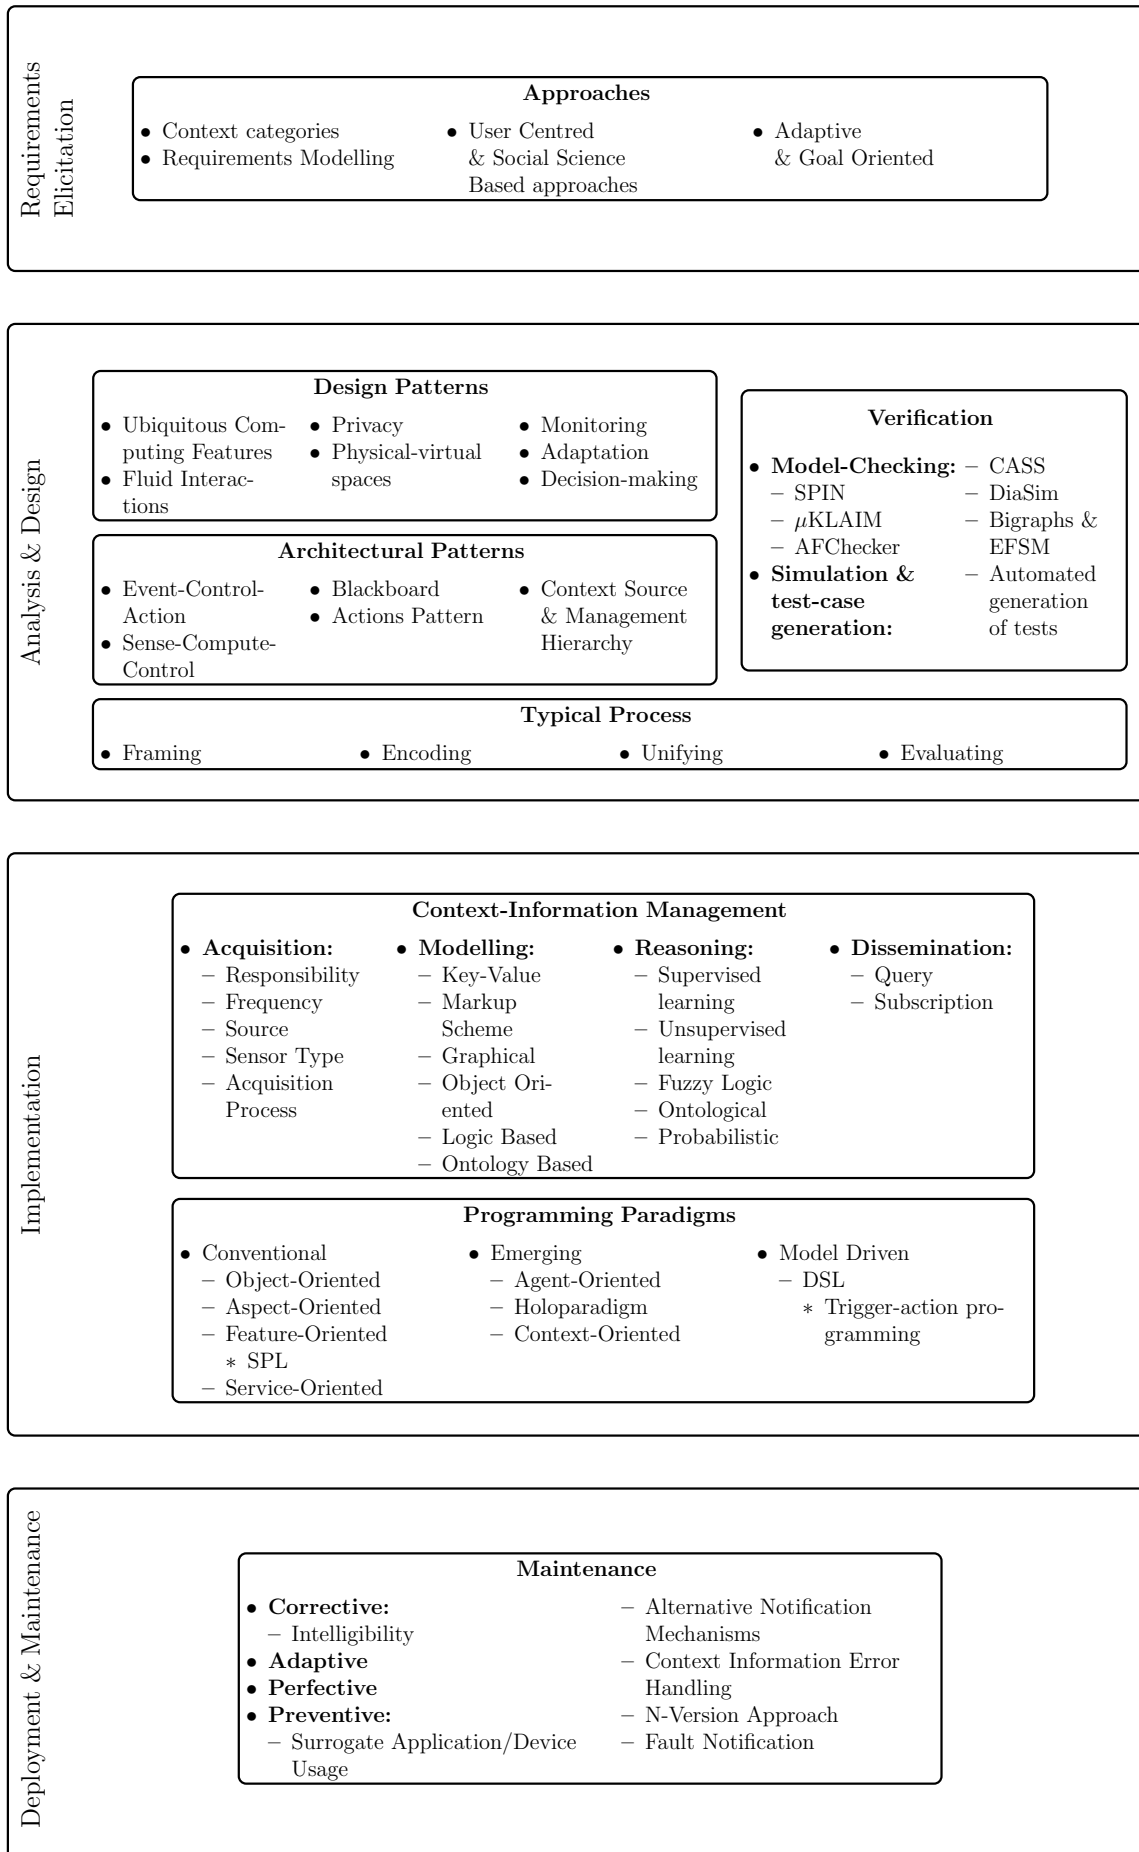 Requirements
Elicitation
Approaches
• Context categories
• Requirements Modelling
• User Centred
& Social Science
Based approaches
• Adaptive
& Goal Oriented
Analysis & Design
Design Patterns
• Ubiquitous Com-
puting Features
• Fluid Interac-
tions
• Privacy
• Physical-virtual
spaces
• Monitoring
• Adaptation
• Decision-making
Architectural Patterns
• Event-Control-
Action
• Sense-Compute-
Control
• Blackboard
• Actions Pattern
• Context Source
& Management
Hierarchy
Verification
• Model-Checking:
– SPIN
– μKLAIM
– AFChecker
• Simulation &
test-case
generation:
– CASS
– DiaSim
– Bigraphs &
EFSM
– Automated
generation
of tests
Typical Process
• Framing
• Encoding
• Unifying
• Evaluating
Implementation
Context-Information Management
• Acquisition:
– Responsibility
– Frequency
– Source
– Sensor Type
– Acquisition
Process
• Modelling:
– Key-Value
– Markup
Scheme
– Graphical
– Object Ori-
ented
– Logic Based
– Ontology Based
• Reasoning:
– Supervised
learning
– Unsupervised
learning
– Fuzzy Logic
– Ontological
– Probabilistic
• Dissemination:
– Query
– Subscription
Programming Paradigms
• Conventional
– Object-Oriented
– Aspect-Oriented
– Feature-Oriented
∗ SPL
– Service-Oriented
• Emerging
– Agent-Oriented
– Holoparadigm
– Context-Oriented
• Model Driven
– DSL
∗ Trigger-action pro-
gramming
Deployment & Maintenance
Maintenance
• Corrective:
– Intelligibility
• Adaptive
• Perfective
• Preventive:
– Surrogate Application/Device
Usage
– Alternative Notification
Mechanisms
– Context Information Error
Handling
– N-Version Approach
– Fault Notification